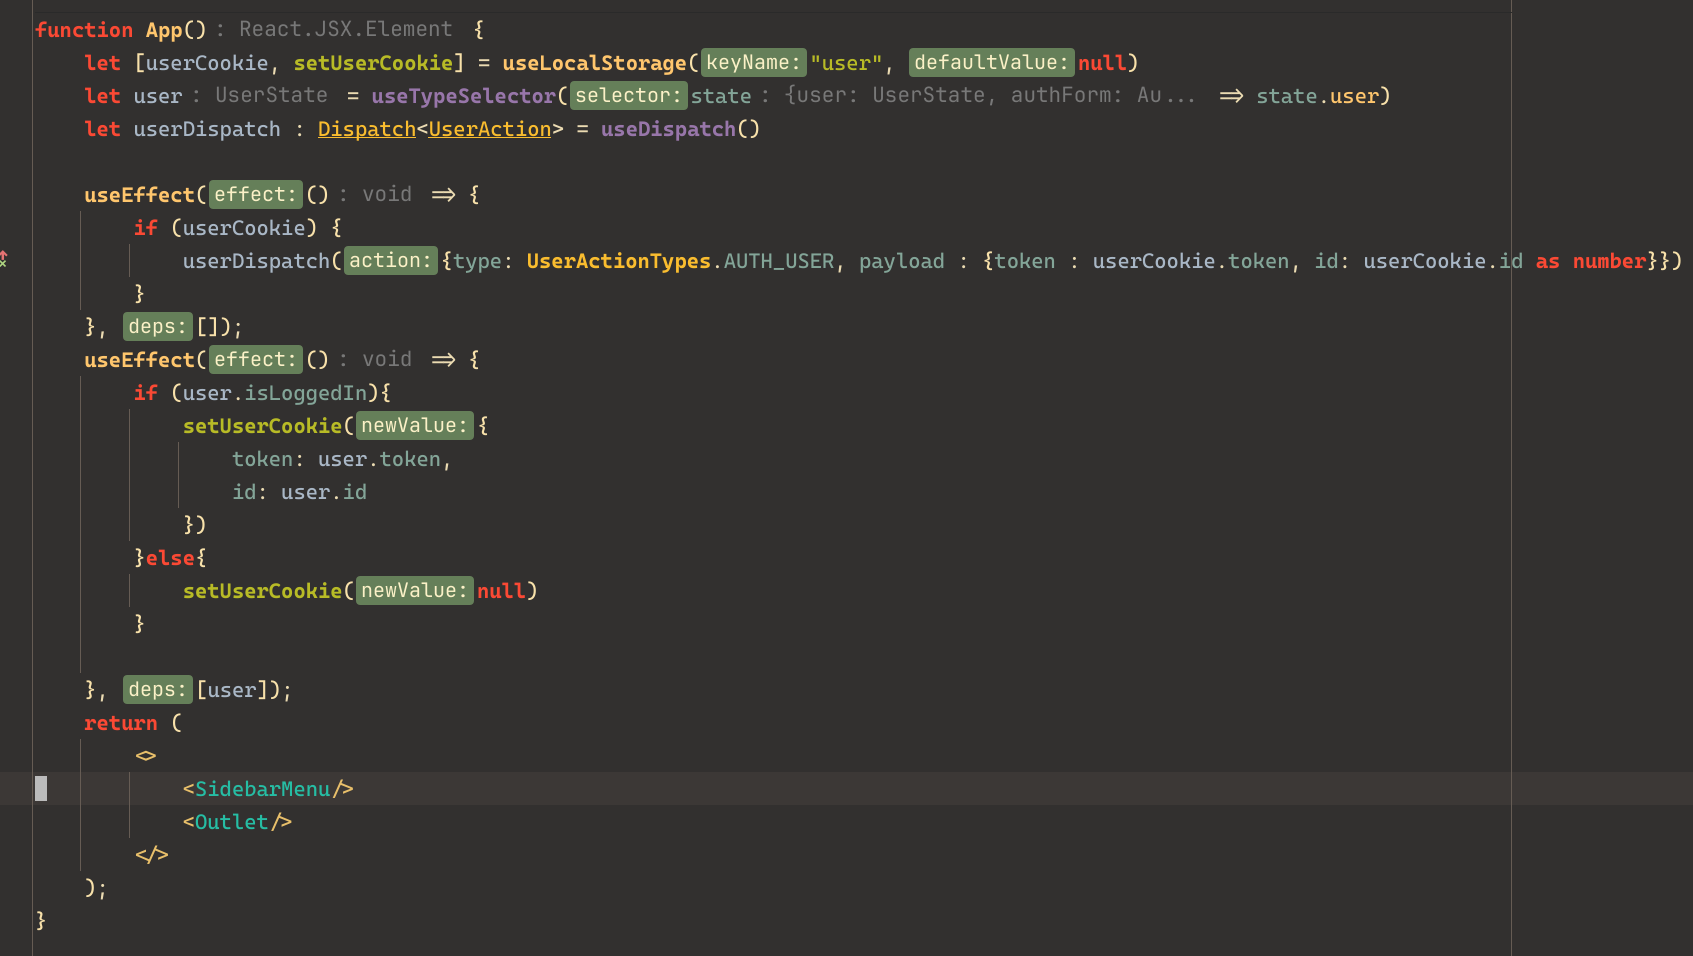 function App() : React.JSX.Element {
    let [userCookie, setUserCookie] = useLocalStorage( keyName: "user", defaultValue: null)
    let user : UserState = useTypeSelector( selector: state : {user: UserState, authForm: Au... => state.user)
    let userDispatch : Dispatch<UserAction> = useDispatch()

    useEffect( effect: () : void => {
        if (userCookie) {
            userDispatch( action: {type: UserActionTypes.AUTH_USER, payload : {token : userCookie.token, id: userCookie.id as number}})
        }
    }, deps: []);
    useEffect( effect: () : void => {
        if (user.isLoggedIn){
            setUserCookie( newValue: {
                token: user.token,
                id: user.id
            })
        }else{
            setUserCookie( newValue: null)
        }

    }, deps: [user]);
    return (
        <>
            <SidebarMenu/>
            <Outlet/>
        </>
    );
}